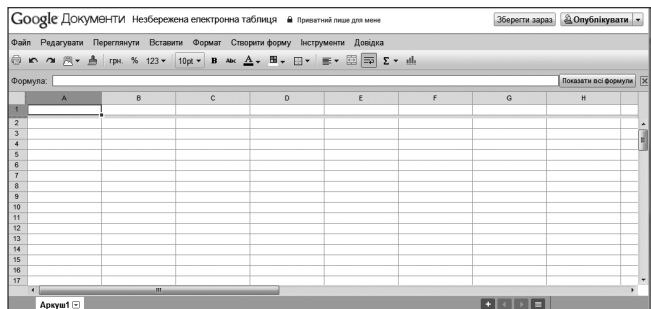 Google Документи Незбережена електронна таблиця Приватні лише для мене Зберегти зараз Опублікувати
Файл Редагувати Переглянути Вставити Формат Створити форму Інструменти Довідка
грн. % 123 10pt B Abc A Σ
Формула: Показати всі формули
A B C D E F G H
1
2
3
4
5
6
7
8
9
10
11
12
13
14
15
16
17
Аркуш1